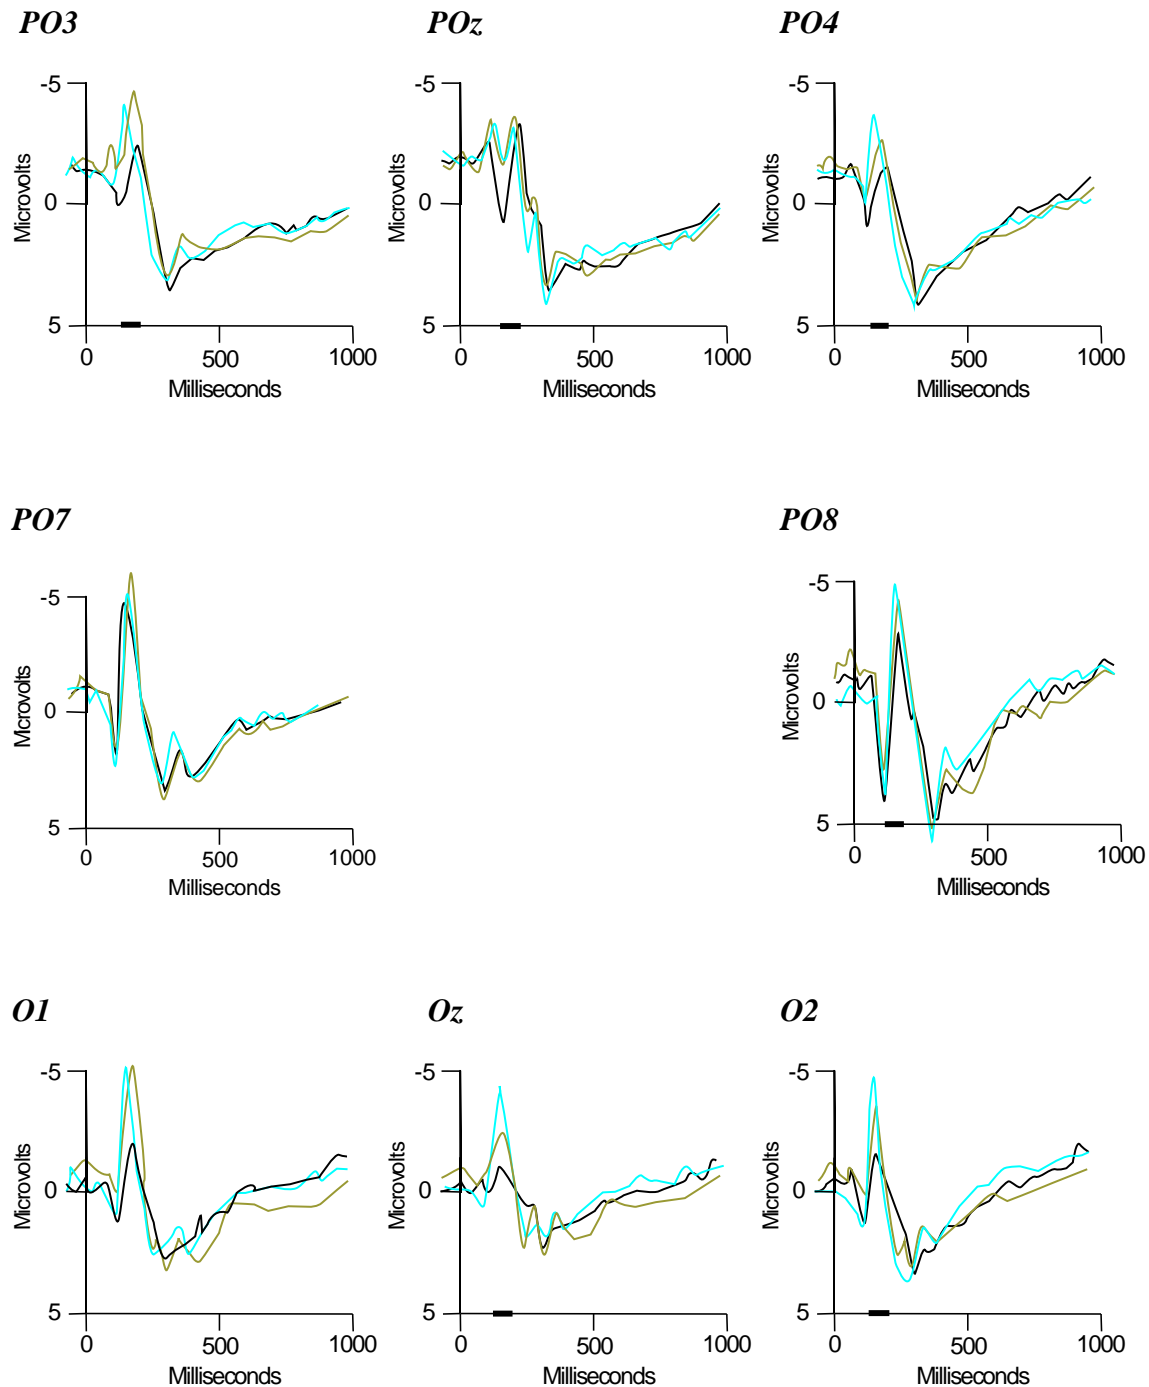 PO3 POz PO4
-5 -5 -5
Microvolts Microvolts Microvolts
0 0 0
5 5 5
0 500 1000 0 500 1000 0 500 1000
Milliseconds Milliseconds Milliseconds
PO7 PO8
-5 -5
Microvolts Microvolts
0 0
5 5
0 500 1000 0 500 1000
Milliseconds Milliseconds
O1 Oz O2
-5 -5 -5
Microvolts Microvolts Microvolts
0 0 0
5 5 5
0 500 1000 0 500 1000 0 500 1000
Milliseconds Milliseconds Milliseconds